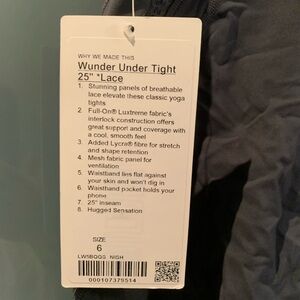 WHY WE MADE THIS
Wunder Under Tight
25" *Lace
1. Stunning panels of breathable
lace elevate these classic yoga
tights
2. Full-On® Luxtreme fabric's
interlock construction offers
great support and coverage with
a cool, smooth feel
3. Added Lycra® fibre for stretch
and shape retention
4. Mesh fabric panel for
ventilation
5. Waistband lies flat against
your skin and won't dig in
6. Waistband pocket holds your
phone
7. 25" inseam
8. Hugged Sensation
SIZE
6
LW5BQGS NISH
000107379514